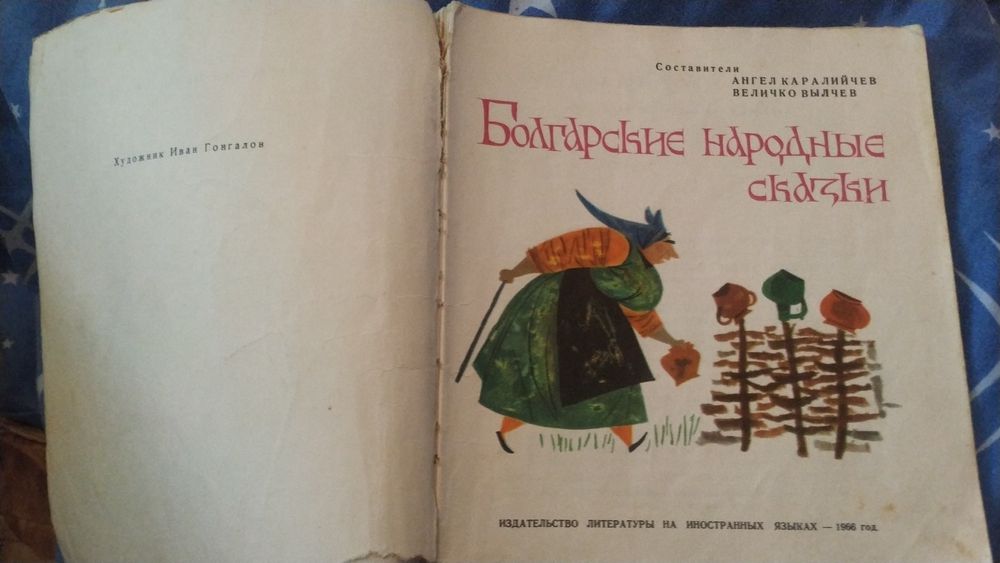 Художник Иван Гонгалов
Составители
АНГЕЛ КАРАЛИЙЧЕВ
ВЕЛИЧКО ВЫЛЧЕВ
Болгарские народные
сказки
ИЗДАТЕЛЬСТВО ЛИТЕРАТУРЫ НА ИНОСТРАННЫХ ЯЗЫКАХ — 1966 год